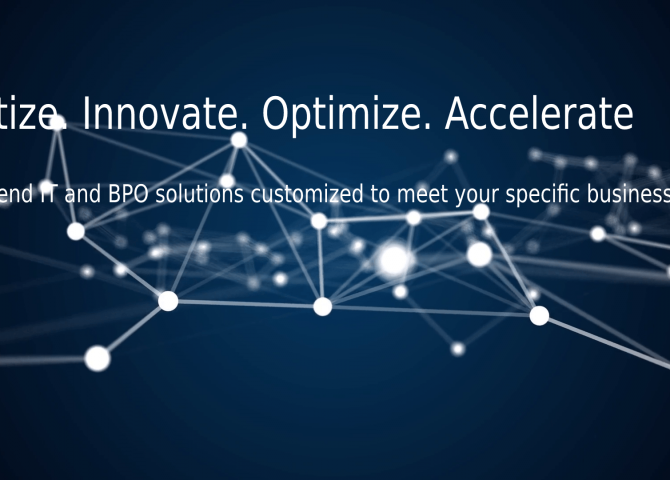 tize. Innovate. Optimize. Accelerate
end IT and BPO solutions customized to meet your specific business